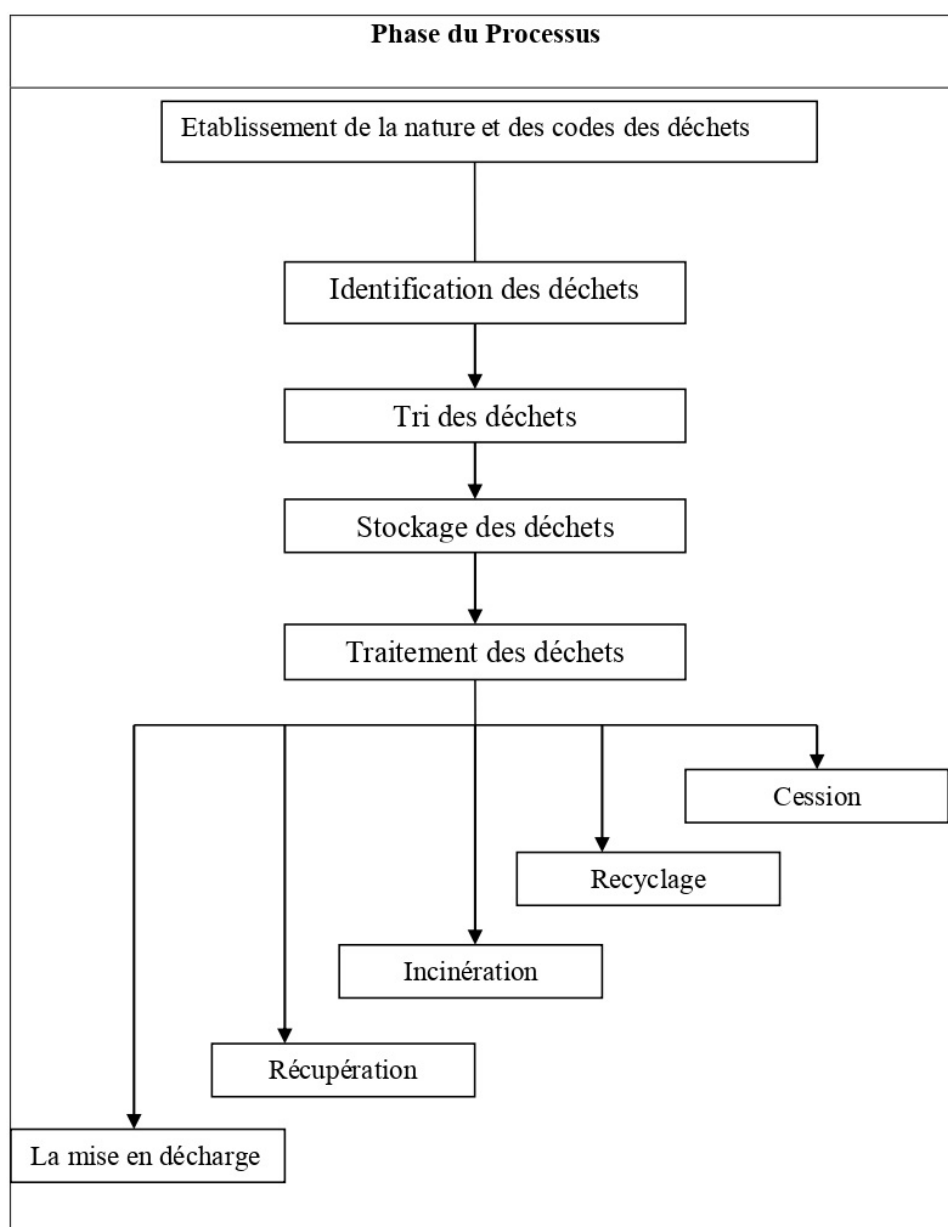 Phase du Processus
Etablissement de la nature et des codes des déchets
Identification des déchets
Tri des déchets
Stockage des déchets
Traitement des déchets
Cession
Recyclage
Incinération
Récupération
La mise en décharge